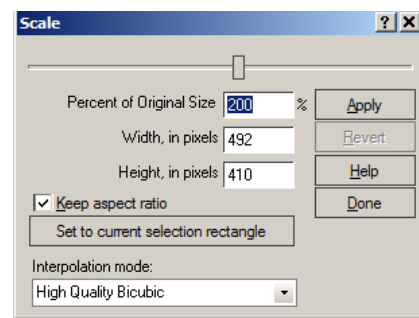 Scale
Percent of Original Size 200 % Apply
Width, in pixels 492 Revert
Height, in pixels 410 Help
Keep aspect ratio Done
Set to current selection rectangle
Interpolation mode:
High Quality Bicubic